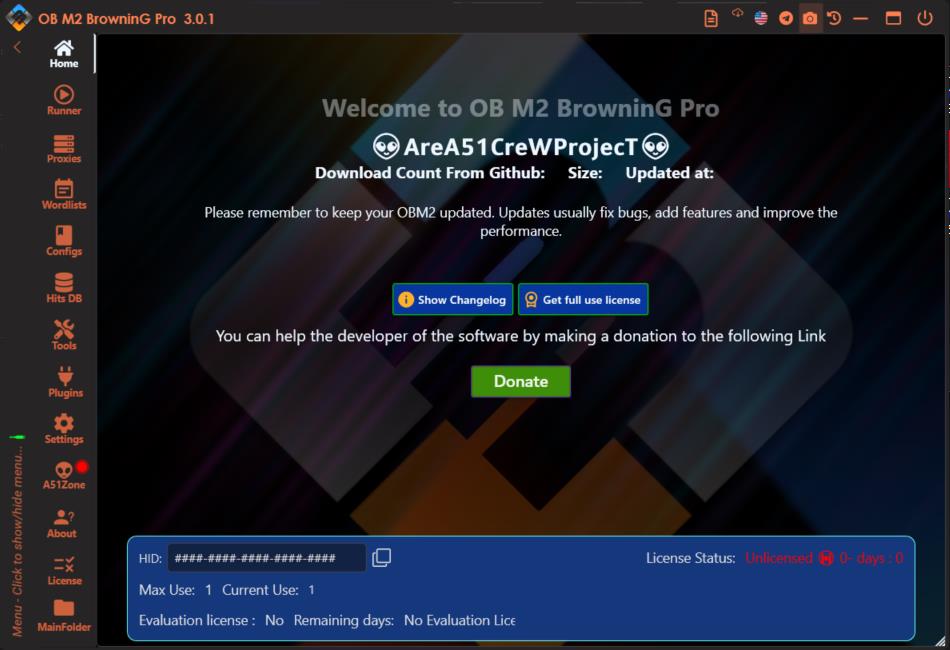 OB M2 BrowninG Pro 3.0.1
Home
Runner
Proxies
Wordlists
Configs
Hits DB
Tools
Plugins
Settings
A51Zone
About
License
MainFolder
Menu - Click to show/hide menu...
Welcome to OB M2 BrowninG Pro
AreA51CreWProjecT
Download Count From Github: Size: Updated at:
Please remember to keep your OBM2 updated. Updates usually fix bugs, add features and improve the
performance.
Show Changelog Get full use license
You can help the developer of the software by making a donation to the following Link
Donate
HID: ####-####-####-####-#### License Status: Unlicensed 0- days : 0
Max Use: 1 Current Use: 1
Evaluation license : No Remaining days: No Evaluation Lice